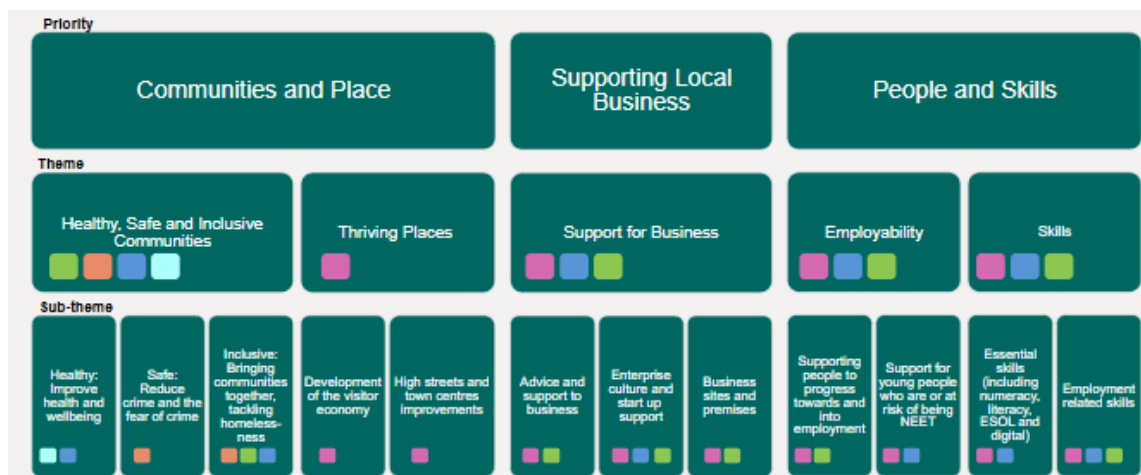 Priority
Communities and Place
Supporting Local
Business
People and Skills
Theme
Healthy, Safe and Inclusive
Communities
Thriving Places
Support for Business
Employability
Skills
Sub-theme
Healthy:
Improve
health and
wellbeing
Safe:
Reduce
crime and the
fear of crime
Inclusive:
Bringing
communities
together,
tackling
homeless-
ness
Development
of the visitor
economy
High streets and
town centres
improvements
Advice and
support to
business
Enterprise
culture and
start up
support
Business
sites and
premises
Supporting
people to
progress
towards and
into
employment
Support for
young people
who are or at
risk of being
NEET
Essential
skills
(including
numeracy,
literacy,
ESOL and
digital)
Employment
related skills